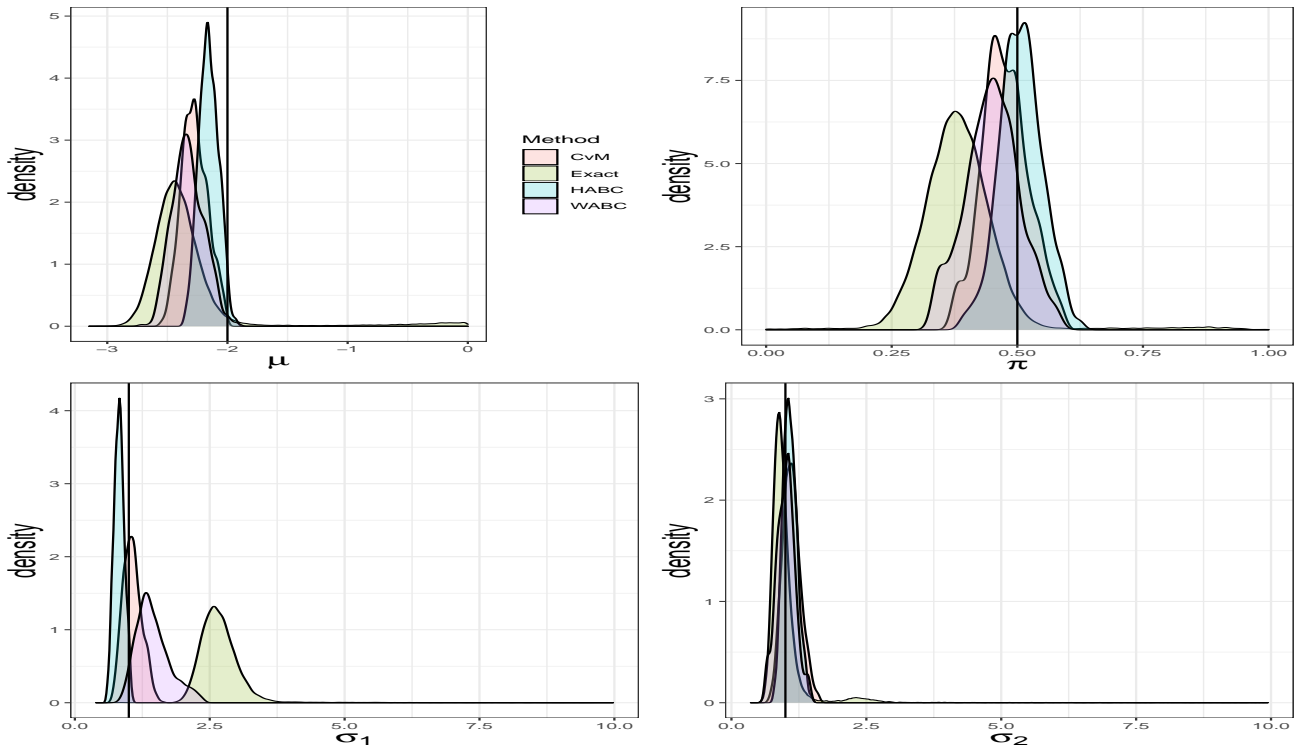 5
4
3
2
1
0
density
−3
−2
−1
0
μ
Method
CvM
Exact
HABC
WABC
7.5
5.0
2.5
0.0
density
0.00
0.25
0.50
0.75
1.00
π
4
3
2
1
0
density
0.0
2.5
5.0
7.5
10.0
σ1
3
2
1
0
density
0.0
2.5
5.0
7.5
10.0
σ2